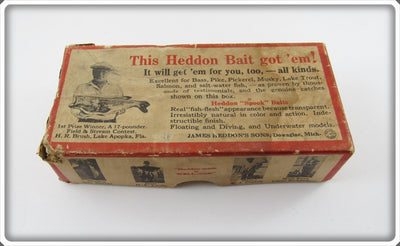 This Heddon Bait got 'em!
It will get 'em for you, too, — all kinds.
Excellent for Bass, Pike, Pickerel, Musky, Lake Trout,
Salmon, and salt-water fish, — as proven by thous-
ands of testimonials, and the genuine catches
shown on this box.
Heddon "Spook" Baits
Real "fish-flesh" appearance because transparent.
Irresistibly natural in color and action. Inde-
structible finish.
Floating and Diving, and Underwater models.
JAMES HEDDON'S SONS, Dowagiac, Mich.
1st Prize Winner, A 17-pounder.
Field & Stream Contest.
H. R. Brush, Lake Apopka, Fla.